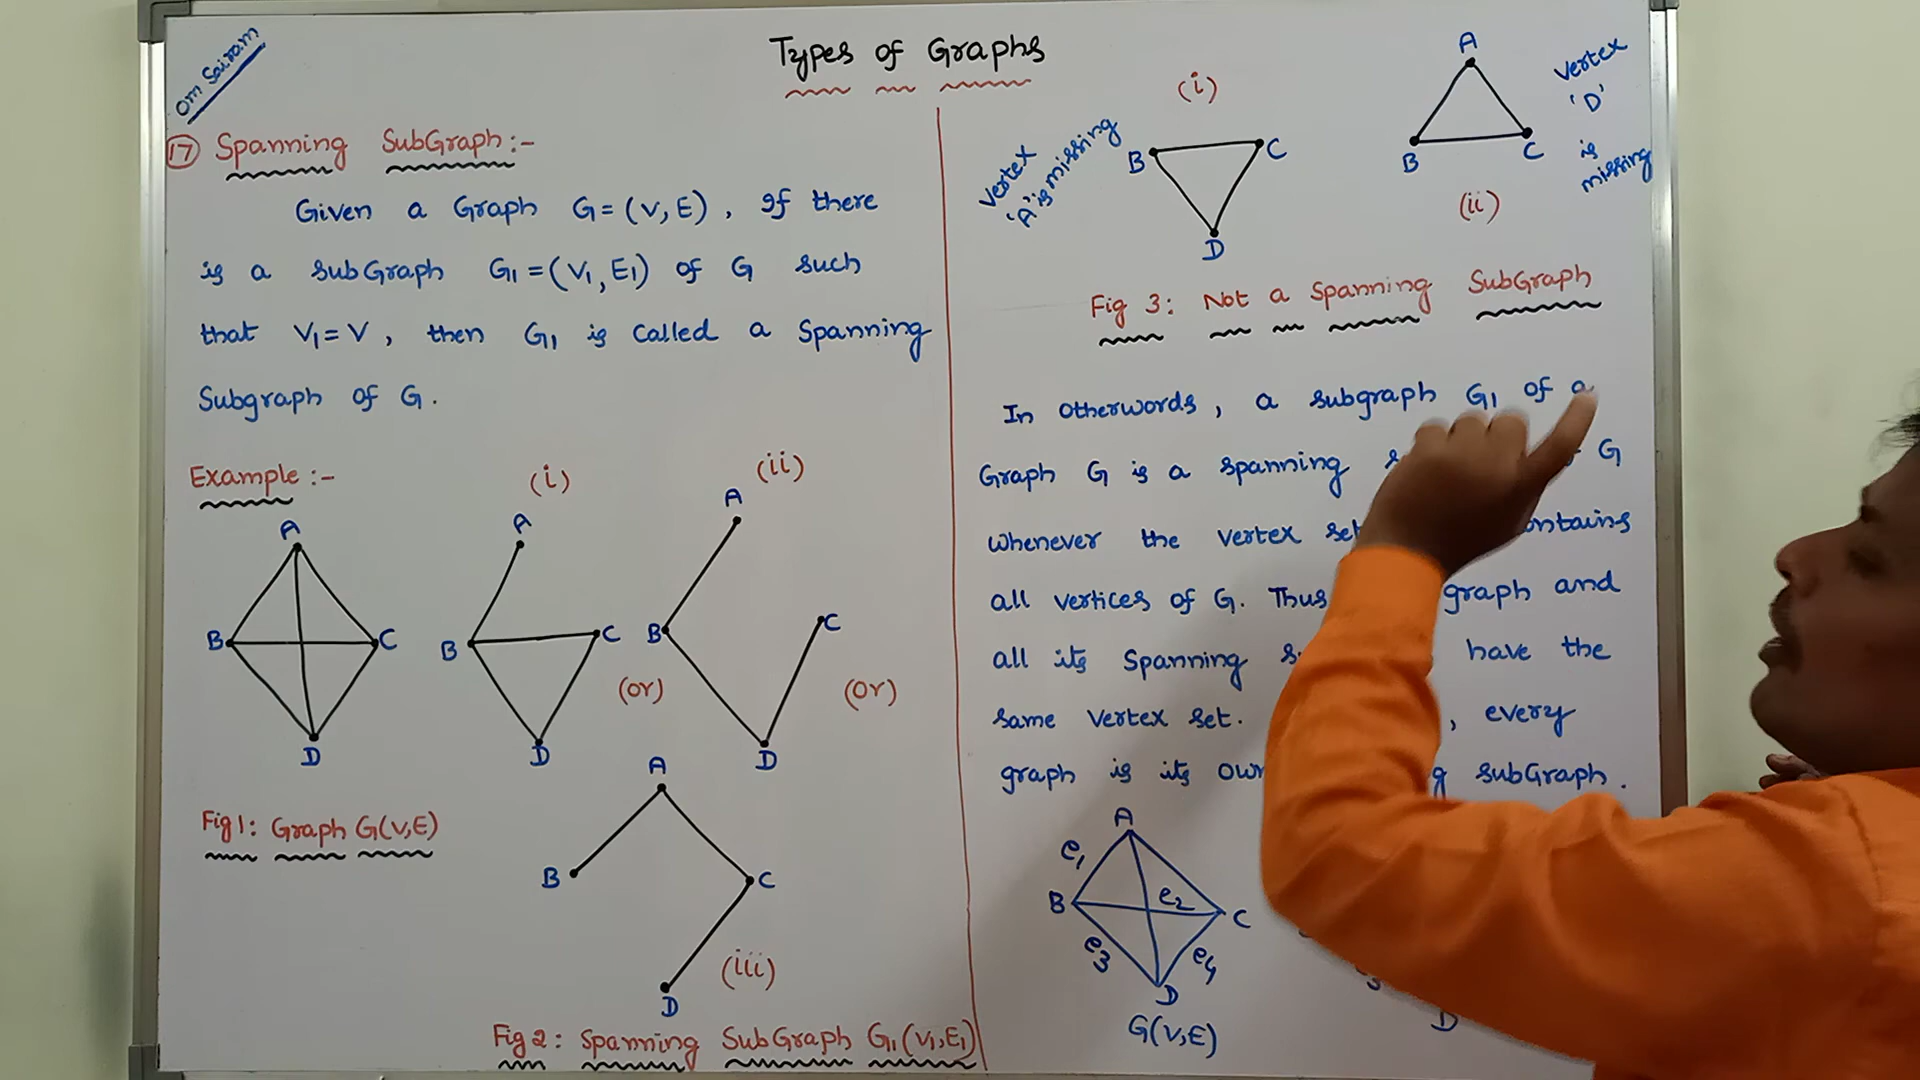 Types of Graphs
Om Sairam
17 Spanning SubGraph:-
Given a Graph G=(V,E), If there
is a subGraph G1=(V1,E1) of G such
that V1=V, then G1 is called a Spanning
Subgraph of G.
Example:-
A
B
C
D
Fig 1: Graph G(V,E)
(i)
A
B
C
D
(or)
(ii)
A
B
C
D
(or)
A
B
C
D
(iii)
Fig 2: Spanning SubGraph G1(V1,E1)
(i)
Vertex
'A' is missing
B
C
D
A
B
C
(ii)
Vertex
'D'
is
missing
Fig 3: Not a Spanning SubGraph
In Otherwords, a subgraph G1 of a
Graph G is a spanning G
Whenever the vertex set
all vertices of G. Thus graph and
all its Spanning have the
same vertex set. , every
graph is its own subGraph.
A
e1
B
e2
C
e3
e4
D
G(V,E)
D